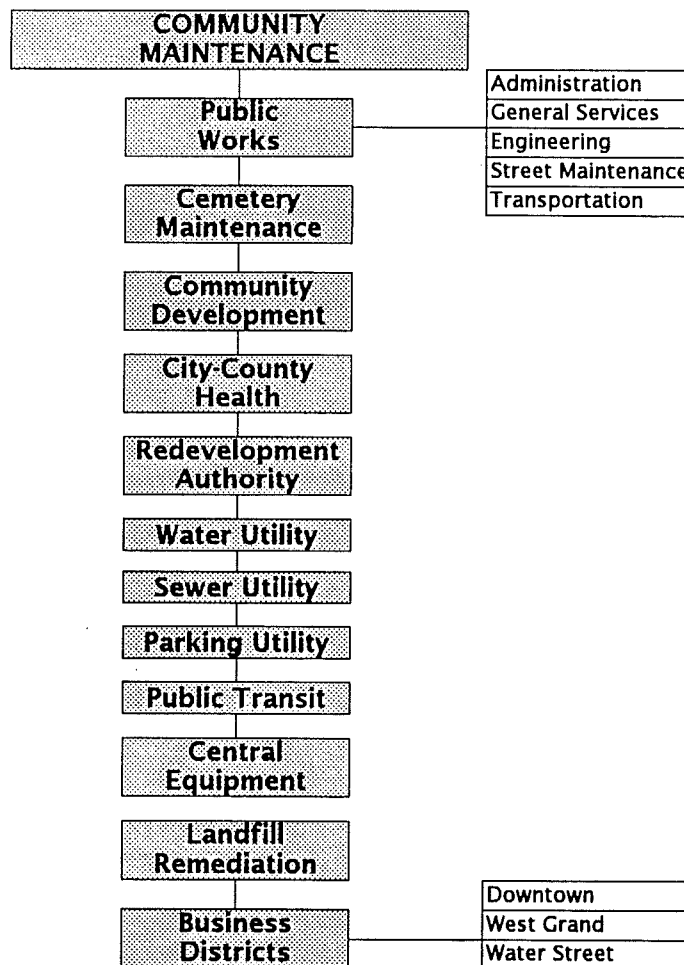 COMMUNITY
MAINTENANCE
Public
Works
Administration
General Services
Engineering
Street Maintenance
Transportation
Cemetery
Maintenance
Community
Development
City-County
Health
Redevelopment
Authority
Water Utility
Sewer Utility
Parking Utility
Public Transit
Central
Equipment
Landfill
Remediation
Business
Districts
Downtown
West Grand
Water Street